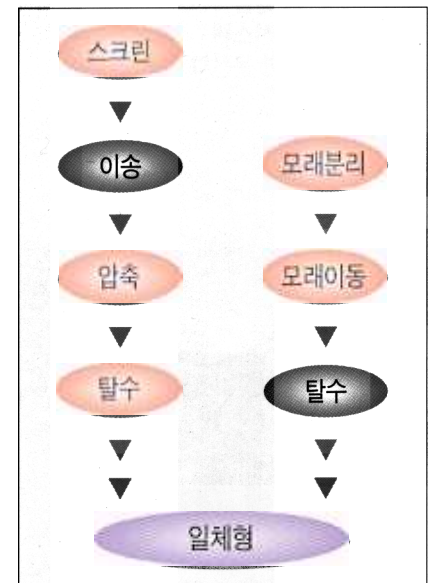 스크린
이송
모래분리
압축
모래이동
탈수
탈수
일체형